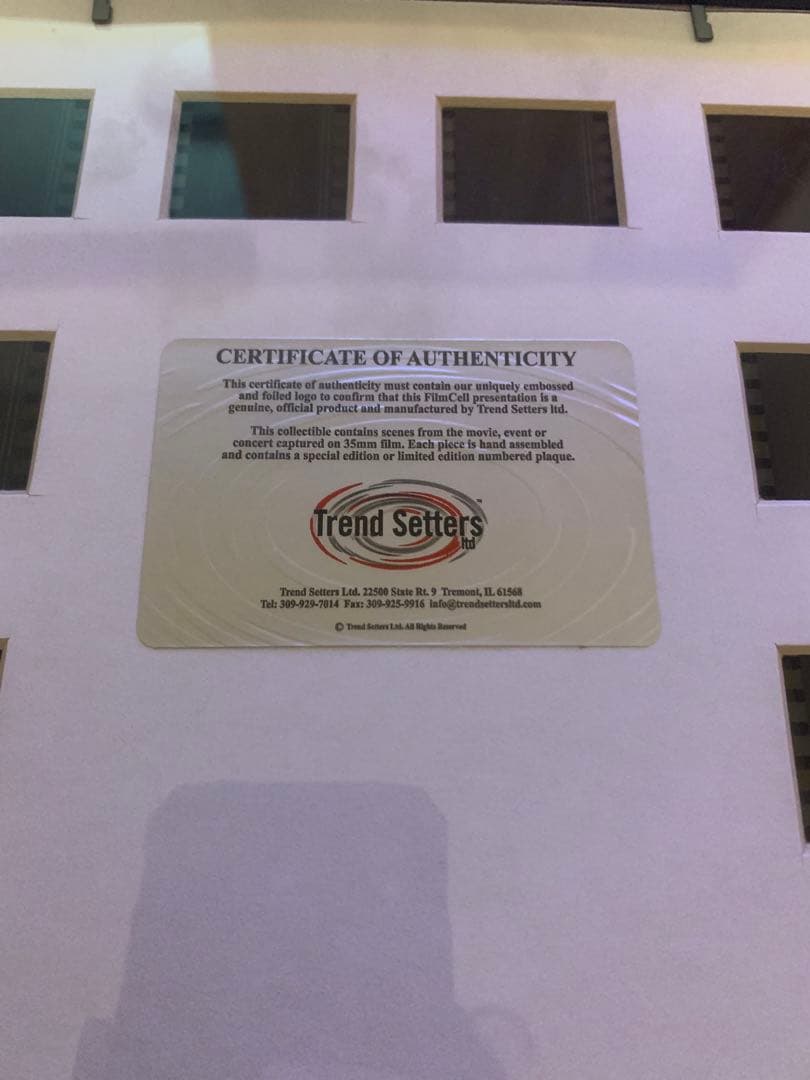 CERTIFICATE OF AUTHENTICITY
This certificate of authenticity must contain our uniquely embossed
and foiled logo to confirm that this FilmCell presentation is a
genuine, official product and manufactured by Trend Setters ltd.
This collectible contains scenes from the movie, event or
concert captured on 35mm film. Each piece is hand assembled
and contains a special edition or limited edition numbered plaque.
Trend Setters™
ltd
Trend Setters Ltd. 22500 State Rt. 9 Tremont, IL 61568
Tel: 309-929-7014 Fax: 309-925-9916 info@trendsettersltd.com
© Trend Setters Ltd. All Rights Reserved